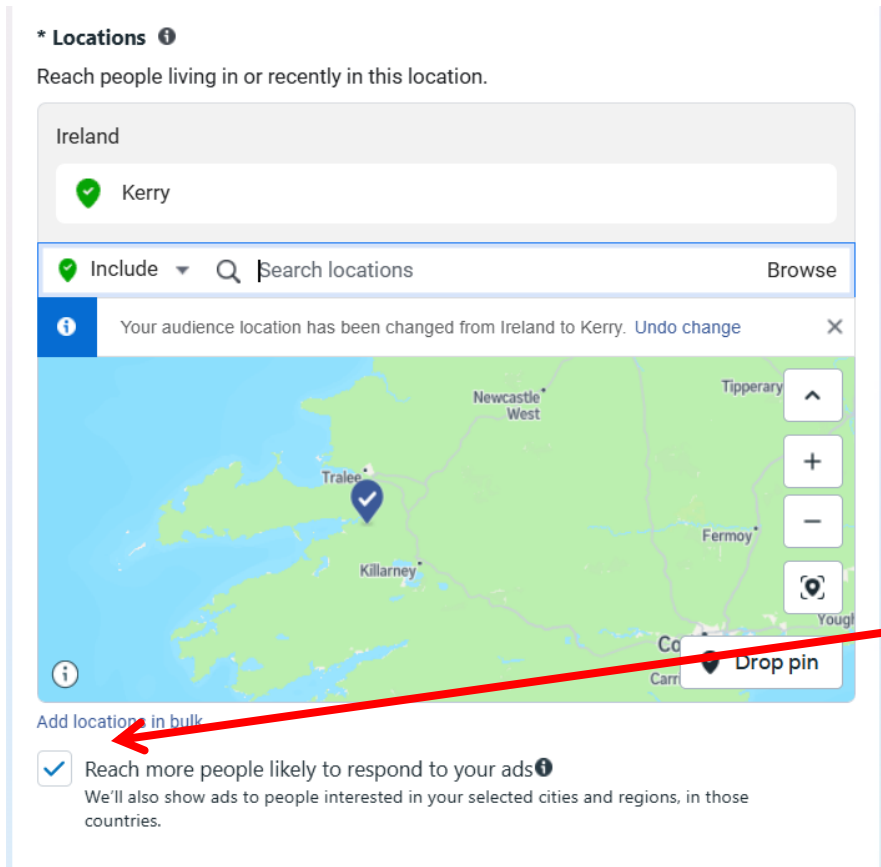 * Locations
Reach people living in or recently in this location.
Ireland
Kerry
Include Search locations Browse
Your audience location has been changed from Ireland to Kerry. Undo change
Newcastle West
Tipperary
Tralee
Fermoy
Killarney
Drop pin
Add locations in bulk
Reach more people likely to respond to your ads
We'll also show ads to people interested in your selected cities and regions, in those
countries.